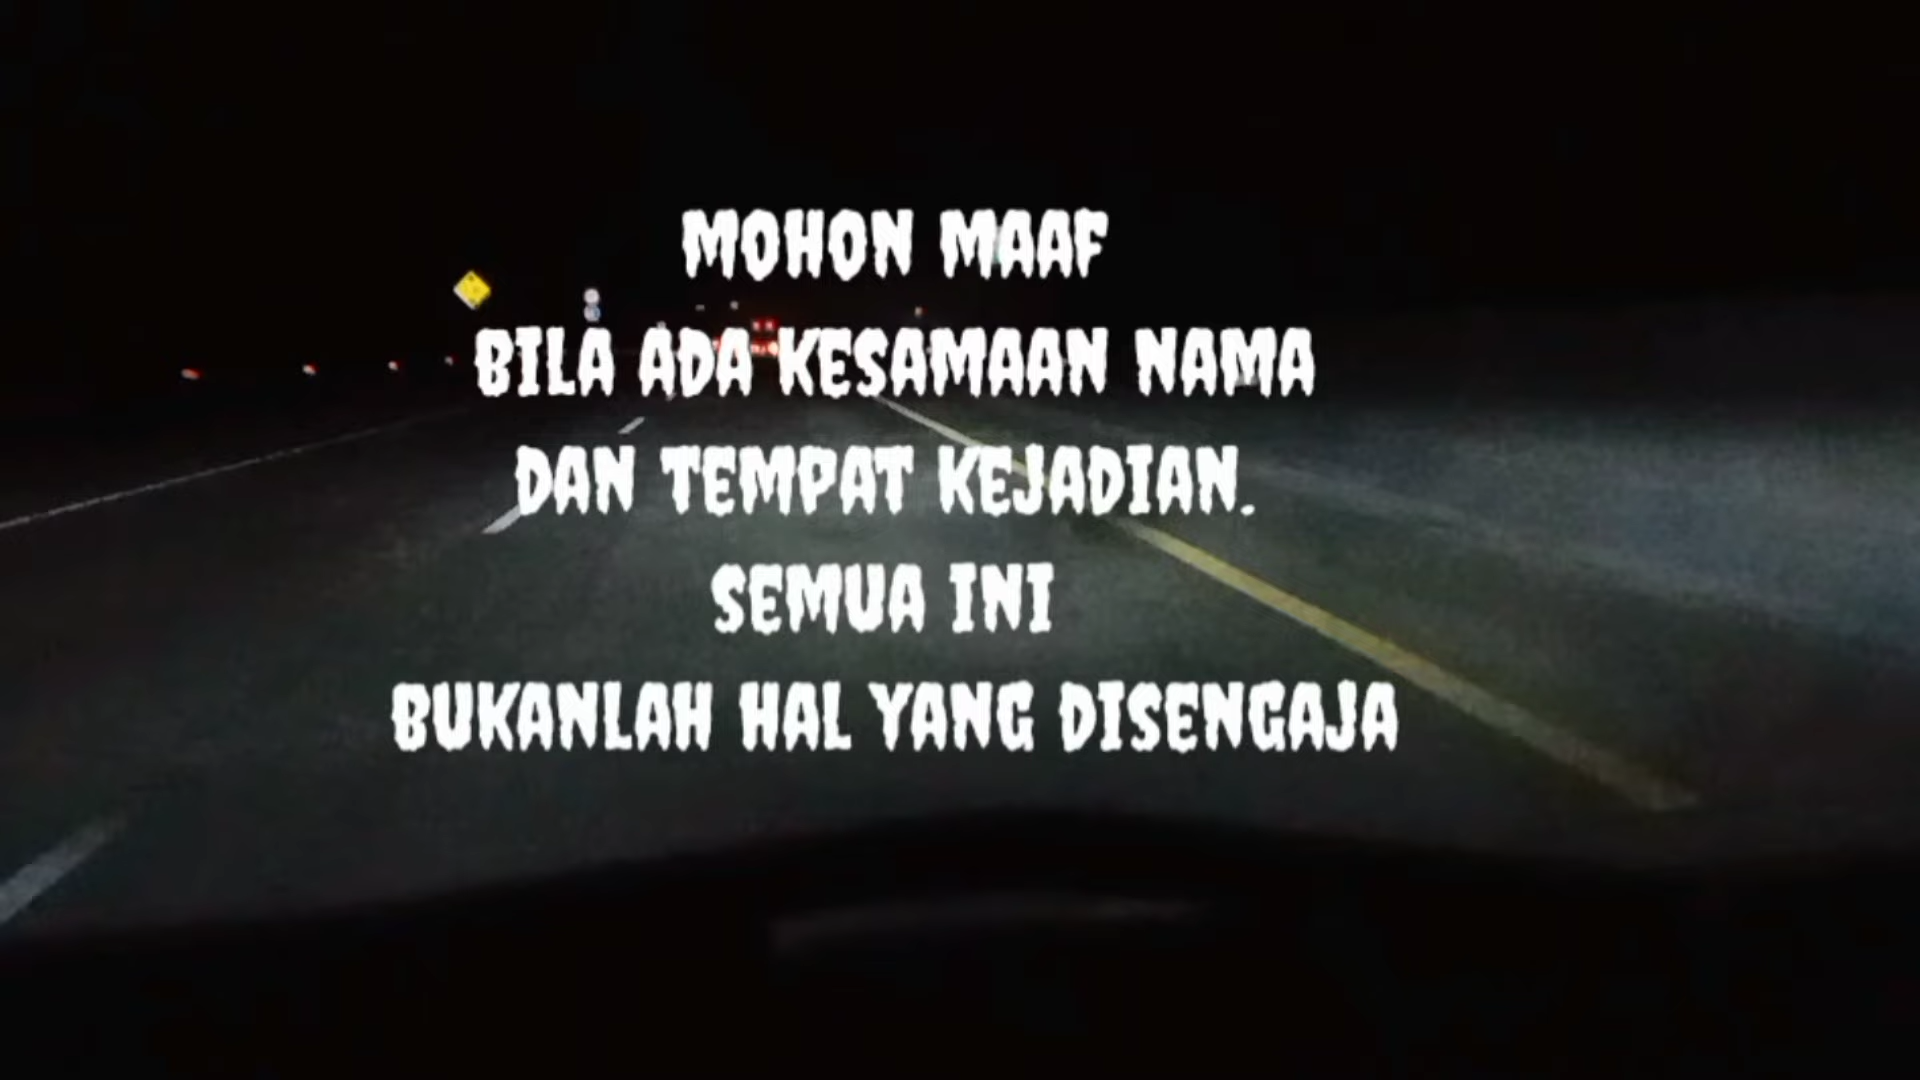 MOHON MAAF
BILA ADA KESAMAAN NAMA
DAN TEMPAT KEJADIAN.
SEMUA INI
BUKANLAH HAL YANG DISENGAJA